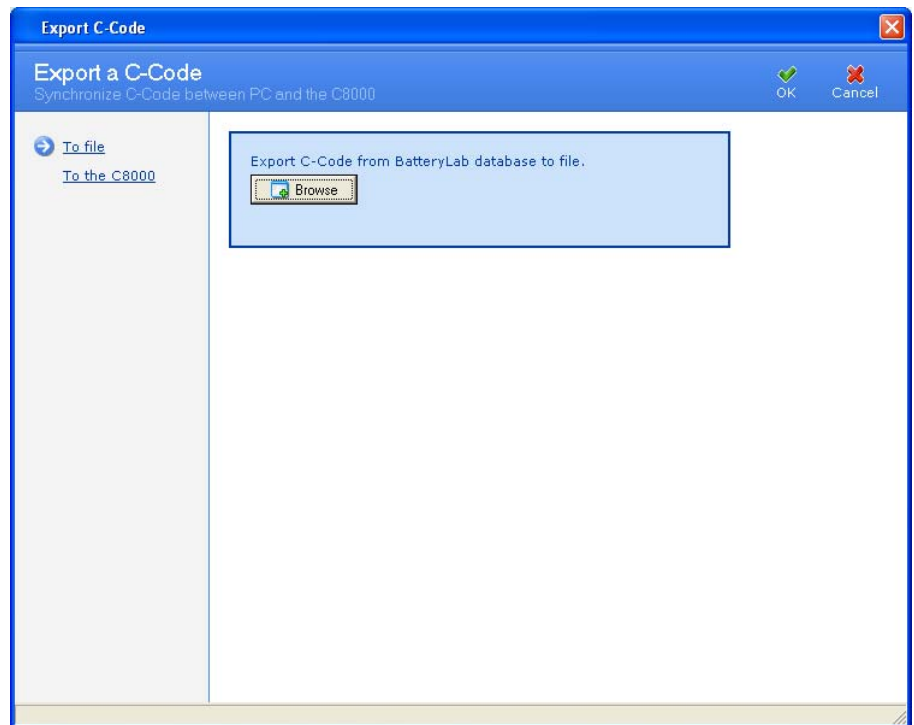 Export C-Code
Export a C-Code
Synchronize C-Code between PC and the C8000
OK
Cancel
To file
To the C8000
Export C-Code from BatteryLab database to file.
Browse